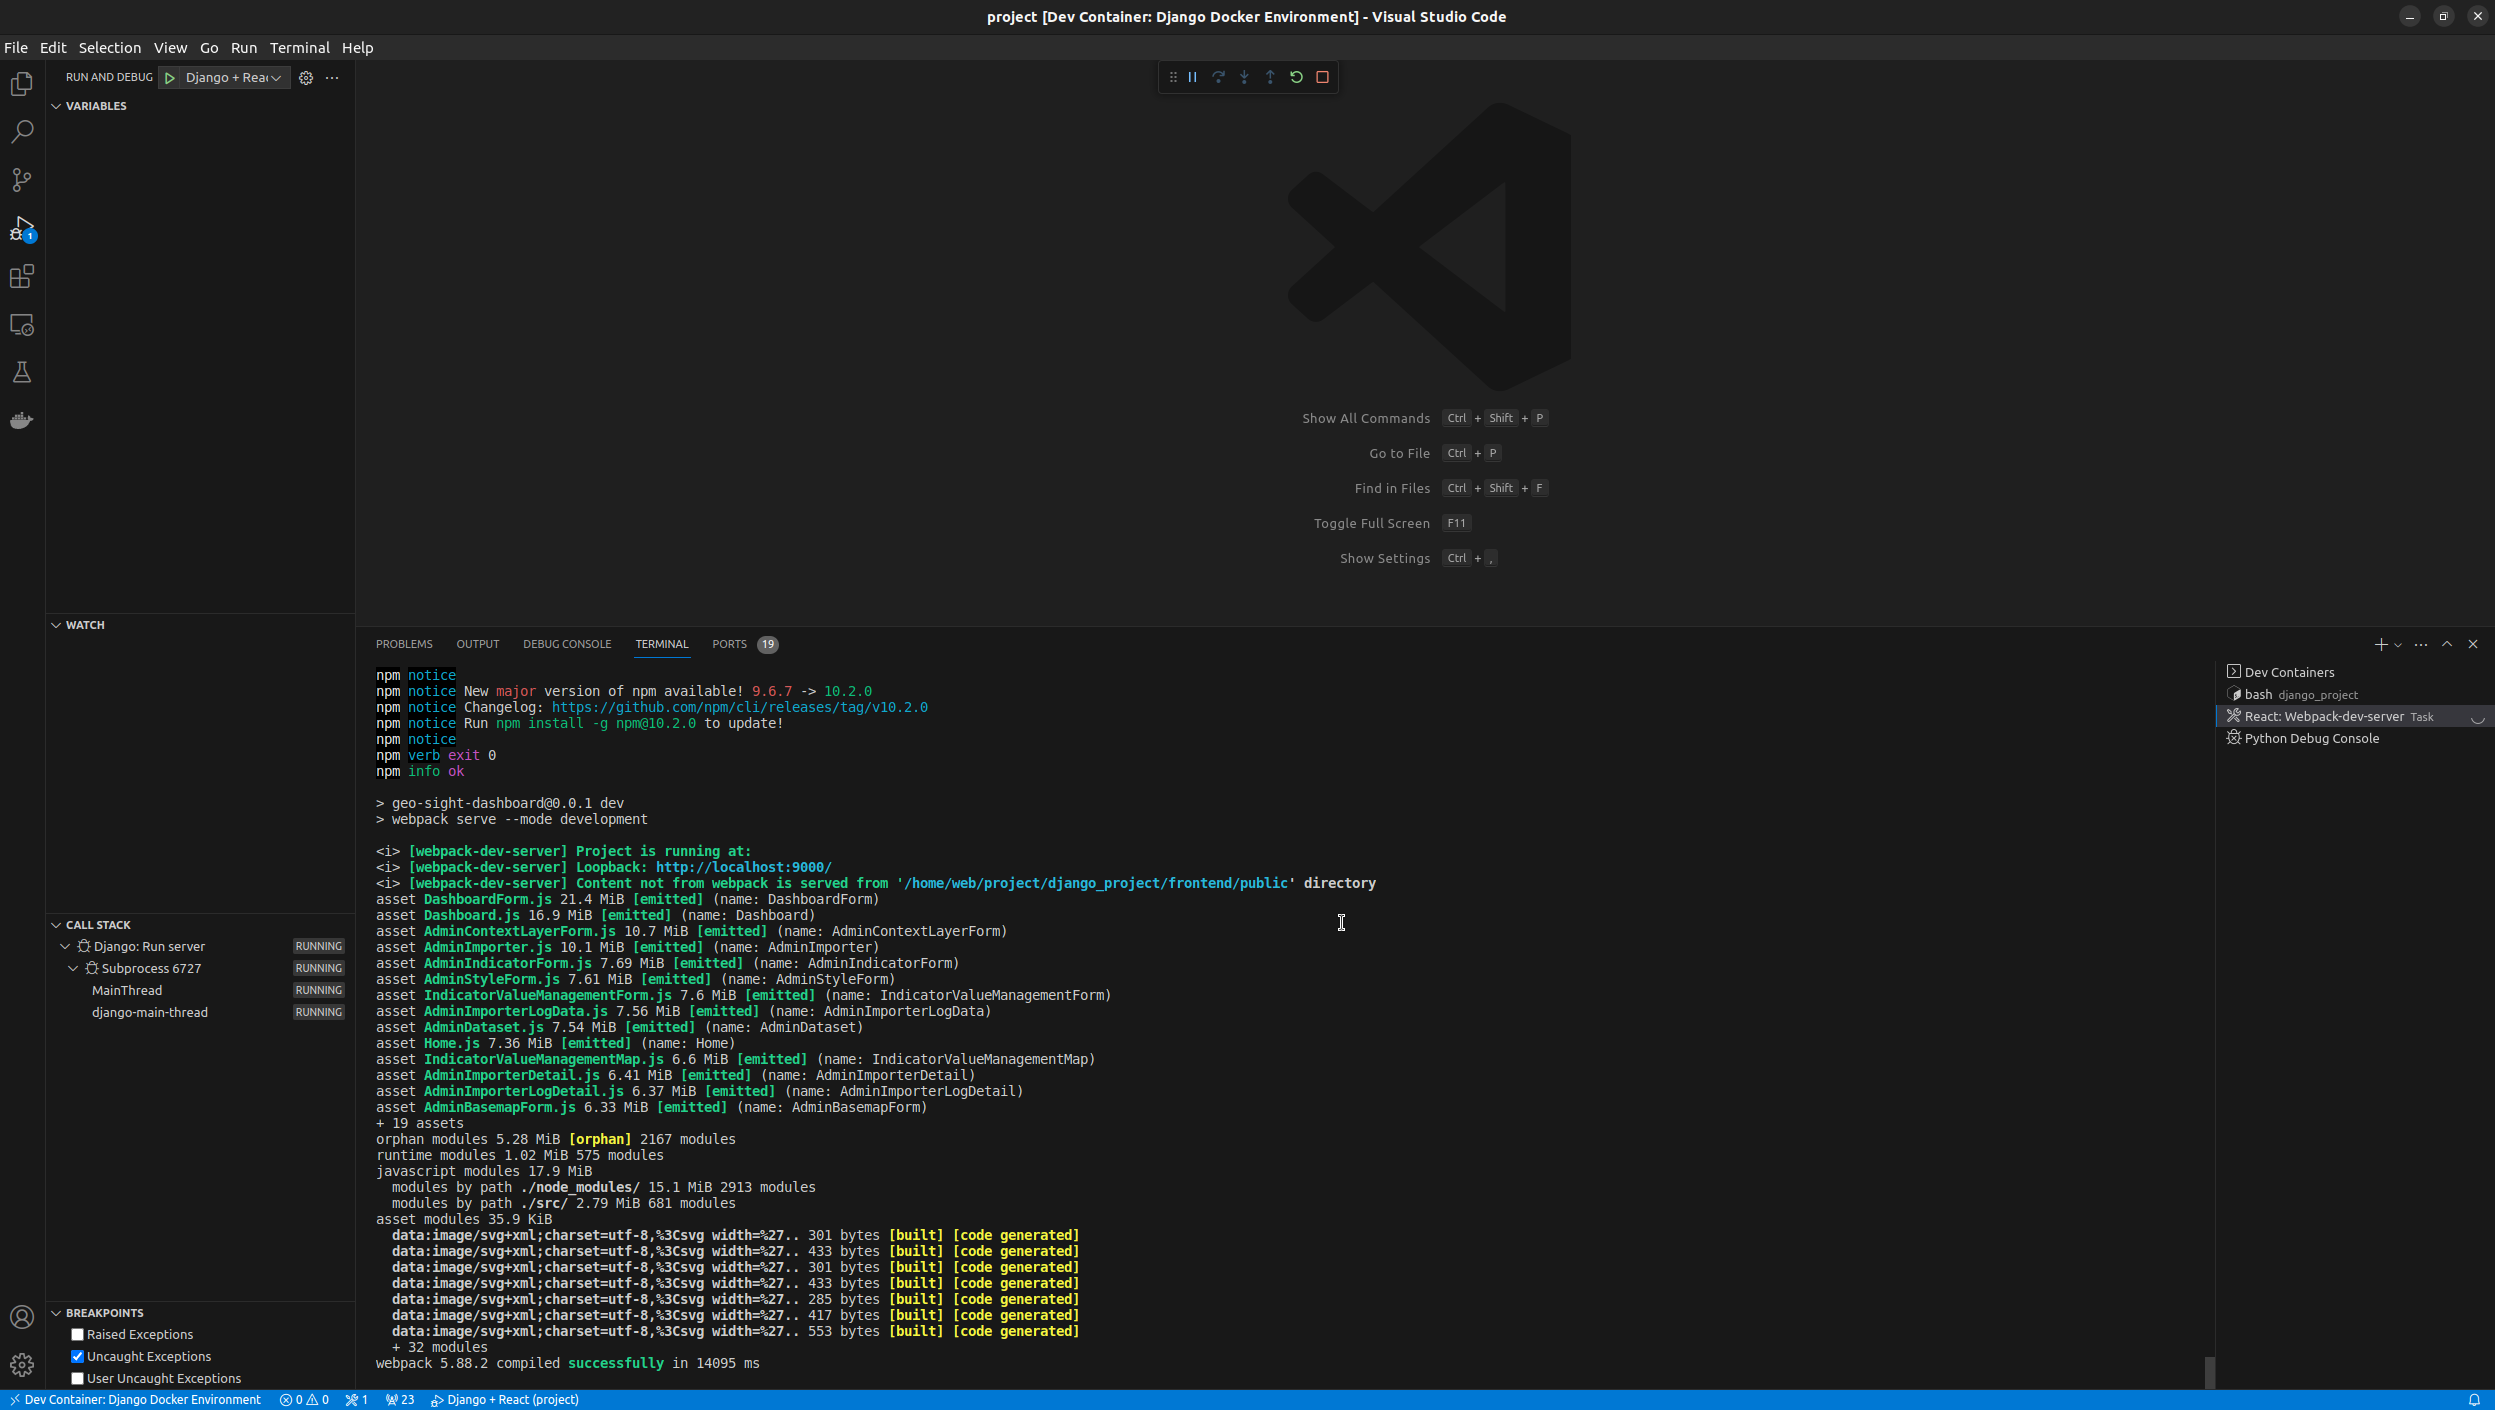 project [Dev Container: Django Docker Environment] - Visual Studio Code
File Edit Selection View Go Run Terminal Help
RUN AND DEBUG Django + Reac
VARIABLES
1
WATCH
CALL STACK
Django: Run server RUNNING
Subprocess 6727 RUNNING
MainThread RUNNING
django-main-thread RUNNING
BREAKPOINTS
Raised Exceptions
Uncaught Exceptions
User Uncaught Exceptions
Show All Commands Ctrl + Shift + P
Go to File Ctrl + P
Find in Files Ctrl + Shift + F
Toggle Full Screen F11
Show Settings Ctrl + ,
PROBLEMS OUTPUT DEBUG CONSOLE TERMINAL PORTS 19
npm notice
npm notice New major version of npm available! 9.6.7 -> 10.2.0
npm notice Changelog: https://github.com/npm/cli/releases/tag/v10.2.0
npm notice Run npm install -g npm@10.2.0 to update!
npm notice
npm verb exit 0
npm info ok
> geo-sight-dashboard@0.0.1 dev
> webpack serve --mode development
<i> [webpack-dev-server] Project is running at:
<i> [webpack-dev-server] Loopback: http://localhost:9000/
<i> [webpack-dev-server] Content not from webpack is served from '/home/web/project/django_project/frontend/public' directory
asset DashboardForm.js 21.4 MiB [emitted] (name: DashboardForm)
asset Dashboard.js 16.9 MiB [emitted] (name: Dashboard)
asset AdminContextLayerForm.js 10.7 MiB [emitted] (name: AdminContextLayerForm)
asset AdminImporter.js 10.1 MiB [emitted] (name: AdminImporter)
asset AdminIndicatorForm.js 7.69 MiB [emitted] (name: AdminIndicatorForm)
asset AdminStyleForm.js 7.61 MiB [emitted] (name: AdminStyleForm)
asset IndicatorValueManagementForm.js 7.6 MiB [emitted] (name: IndicatorValueManagementForm)
asset AdminImporterLogData.js 7.56 MiB [emitted] (name: AdminImporterLogData)
asset AdminDataset.js 7.54 MiB [emitted] (name: AdminDataset)
asset Home.js 7.36 MiB [emitted] (name: Home)
asset IndicatorValueManagementMap.js 6.6 MiB [emitted] (name: IndicatorValueManagementMap)
asset AdminImporterDetail.js 6.41 MiB [emitted] (name: AdminImporterDetail)
asset AdminImporterLogDetail.js 6.37 MiB [emitted] (name: AdminImporterLogDetail)
asset AdminBasemapForm.js 6.33 MiB [emitted] (name: AdminBasemapForm)
+ 19 assets
orphan modules 5.28 MiB [orphan] 2167 modules
runtime modules 1.02 MiB 575 modules
javascript modules 17.9 MiB
modules by path ./node_modules/ 15.1 MiB 2913 modules
modules by path ./src/ 2.79 MiB 681 modules
asset modules 35.9 KiB
data:image/svg+xml;charset=utf-8,%3Csvg width=%27.. 301 bytes [built] [code generated]
data:image/svg+xml;charset=utf-8,%3Csvg width=%27.. 433 bytes [built] [code generated]
data:image/svg+xml;charset=utf-8,%3Csvg width=%27.. 301 bytes [built] [code generated]
data:image/svg+xml;charset=utf-8,%3Csvg width=%27.. 433 bytes [built] [code generated]
data:image/svg+xml;charset=utf-8,%3Csvg width=%27.. 285 bytes [built] [code generated]
data:image/svg+xml;charset=utf-8,%3Csvg width=%27.. 417 bytes [built] [code generated]
data:image/svg+xml;charset=utf-8,%3Csvg width=%27.. 553 bytes [built] [code generated]
+ 32 modules
webpack 5.88.2 compiled successfully in 14095 ms
Dev Containers
bash django_project
React: Webpack-dev-server Task
Python Debug Console
Dev Container: Django Docker Environment 0 0 1 23 Django + React (project)